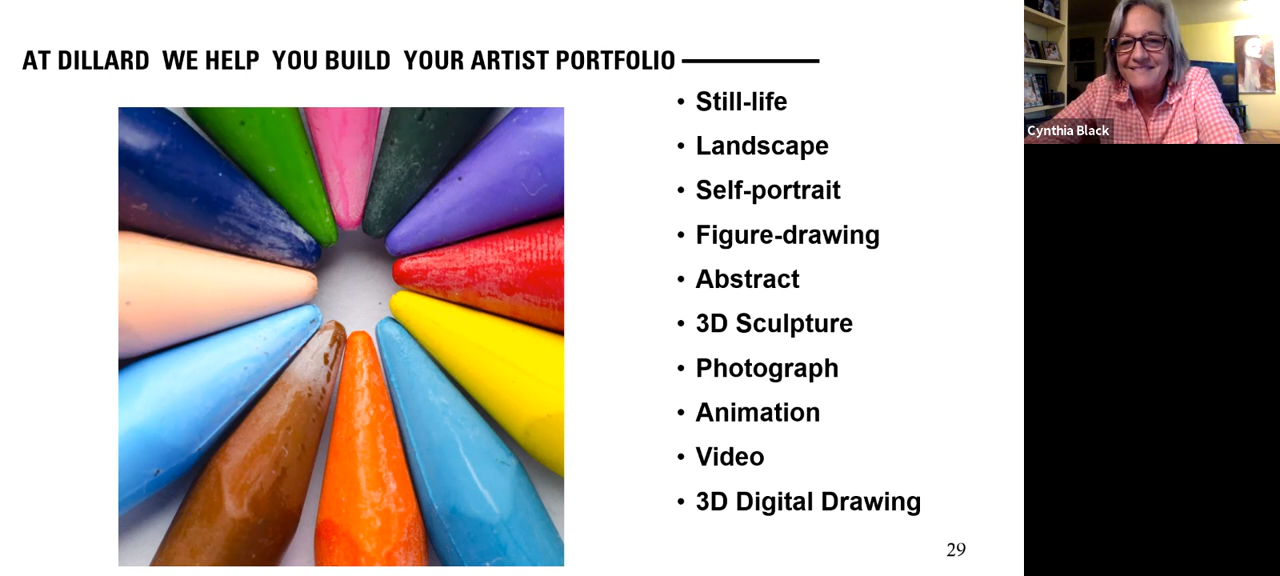 AT DILLARD WE HELP YOU BUILD YOUR ARTIST PORTFOLIO
• Still-life
• Landscape
• Self-portrait
• Figure-drawing
• Abstract
• 3D Sculpture
• Photograph
• Animation
• Video
• 3D Digital Drawing
29
Cynthia Black